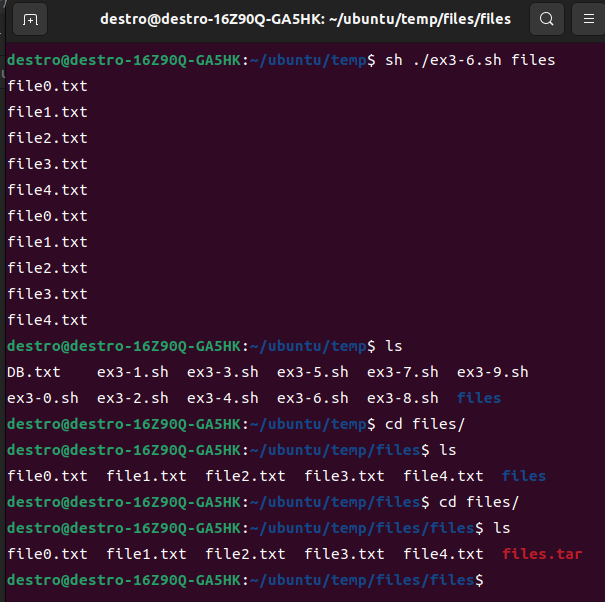 destro@destro-16Z90Q-GA5HK: ~/ubuntu/temp/files/files
destro@destro-16Z90Q-GA5HK:~/ubuntu/temp$ sh ./ex3-6.sh files
file0.txt
file1.txt
file2.txt
file3.txt
file4.txt
file0.txt
file1.txt
file2.txt
file3.txt
file4.txt
destro@destro-16Z90Q-GA5HK:~/ubuntu/temp$ ls
DB.txt    ex3-1.sh  ex3-3.sh  ex3-5.sh  ex3-7.sh  ex3-9.sh
ex3-0.sh  ex3-2.sh  ex3-4.sh  ex3-6.sh  ex3-8.sh  files
destro@destro-16Z90Q-GA5HK:~/ubuntu/temp$ cd files/
destro@destro-16Z90Q-GA5HK:~/ubuntu/temp/files$ ls
file0.txt  file1.txt  file2.txt  file3.txt  file4.txt  files
destro@destro-16Z90Q-GA5HK:~/ubuntu/temp/files$ cd files/
destro@destro-16Z90Q-GA5HK:~/ubuntu/temp/files/files$ ls
file0.txt  file1.txt  file2.txt  file3.txt  file4.txt  files.tar
destro@destro-16Z90Q-GA5HK:~/ubuntu/temp/files/files$